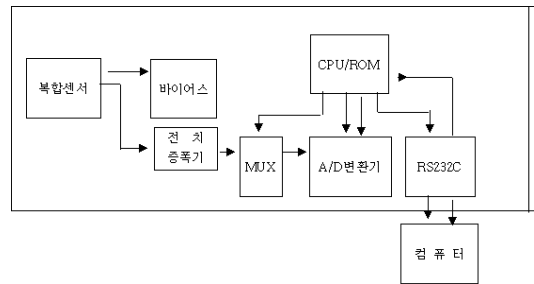 CPU/ROM
복합센서
바이어스
전 치
증폭기
MUX
A/D변환기
RS232C
컴 퓨 터